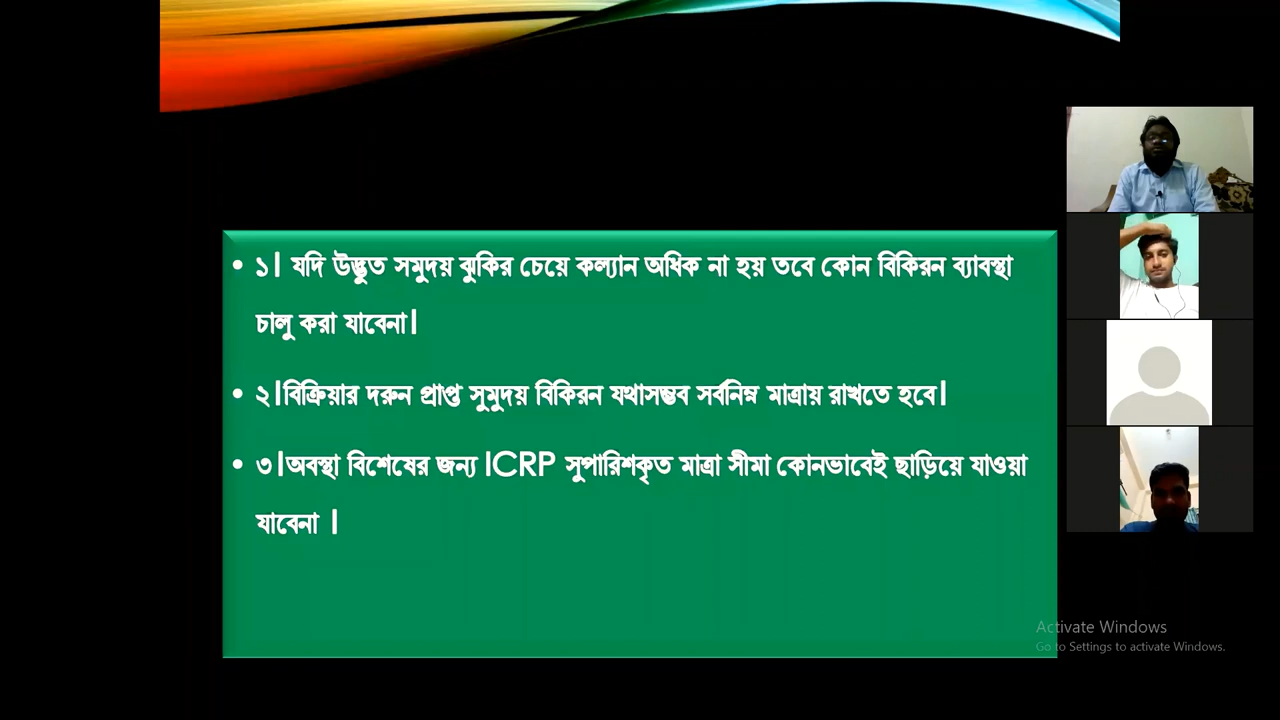 • ১। যদি উদ্ভুত সমুদয় ঝুকির চেয়ে কল্যান অধিক না হয় তবে কোন বিকিরন ব্যাবস্থা
চালু করা যাবেনা।
• ২।বিক্রিয়ার দরুন প্রাপ্ত সুমুদয় বিকিরন যথাসম্ভব সর্বনিম্ন মাত্রায় রাখতে হবে।
• ৩।অবস্থা বিশেষের জন্য ICRP সুপারিশকৃত মাত্রা সীমা কোনভাবেই ছাড়িয়ে যাওয়া
যাবেনা ।
Activate Windows
Go to Settings to activate Windows.